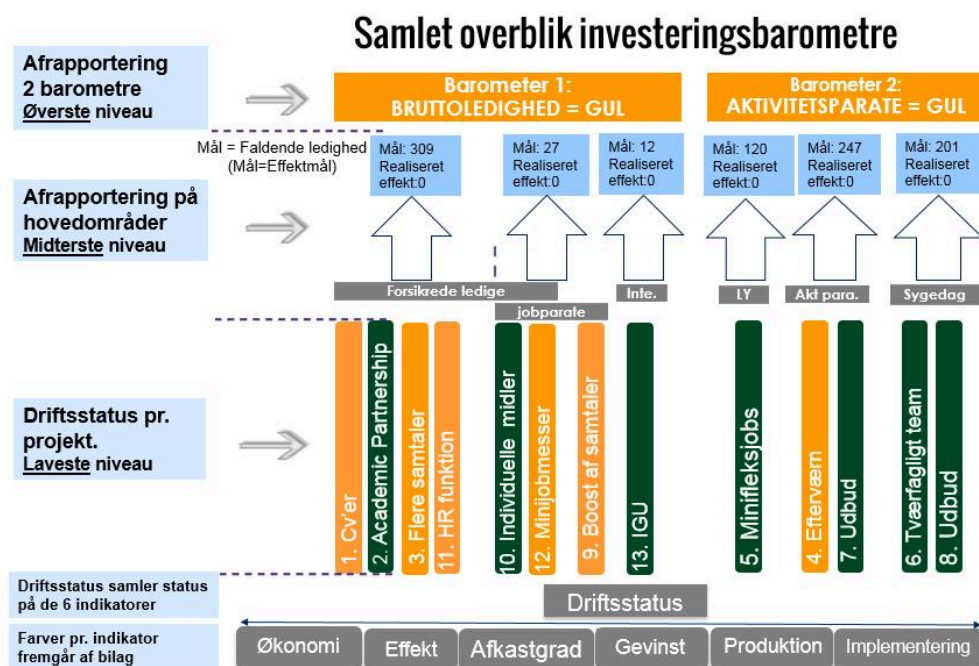 Samlet overblik investeringsbarometre
Afrapportering
2 barometre
Øverste niveau
Barometer 1:
BRUTTOLEDIGHED = GUL
Barometer 2:
AKTIVITETSPARATE = GUL
Mål = Faldende ledighed
(Mål=Effektmål)
Mål: 309
Realiseret
effekt:0
Mål: 27
Realiseret
effekt:0
Mål: 12
Realiseret
effekt:0
Mål: 120
Realiseret
effekt:0
Mål: 247
Realiseret
effekt:0
Mål: 201
Realiseret
effekt:0
Afrapportering på
hovedområder
Midterste niveau
Forsikrede ledige
jobparate
Inte.
LY
Akt para.
Sygedag
Driftsstatus pr.
projekt.
Laveste niveau
1. Cv'er
2. Academic Partnership
3. Flere samtaler
11. HR funktion
10. Individuelle midler
12. Minijobmesser
9. Boost af samtaler
13. IGU
5. Minifleksjobs
4. Efterværn
7. Udbud
6. Tværfagligt team
8. Udbud
Driftsstatus samler status
på de 6 indikatorer
Driftsstatus
Farver pr. indikator
fremgår af bilag
Økonomi
Effekt
Afkastgrad
Gevinst
Produktion
Implementering